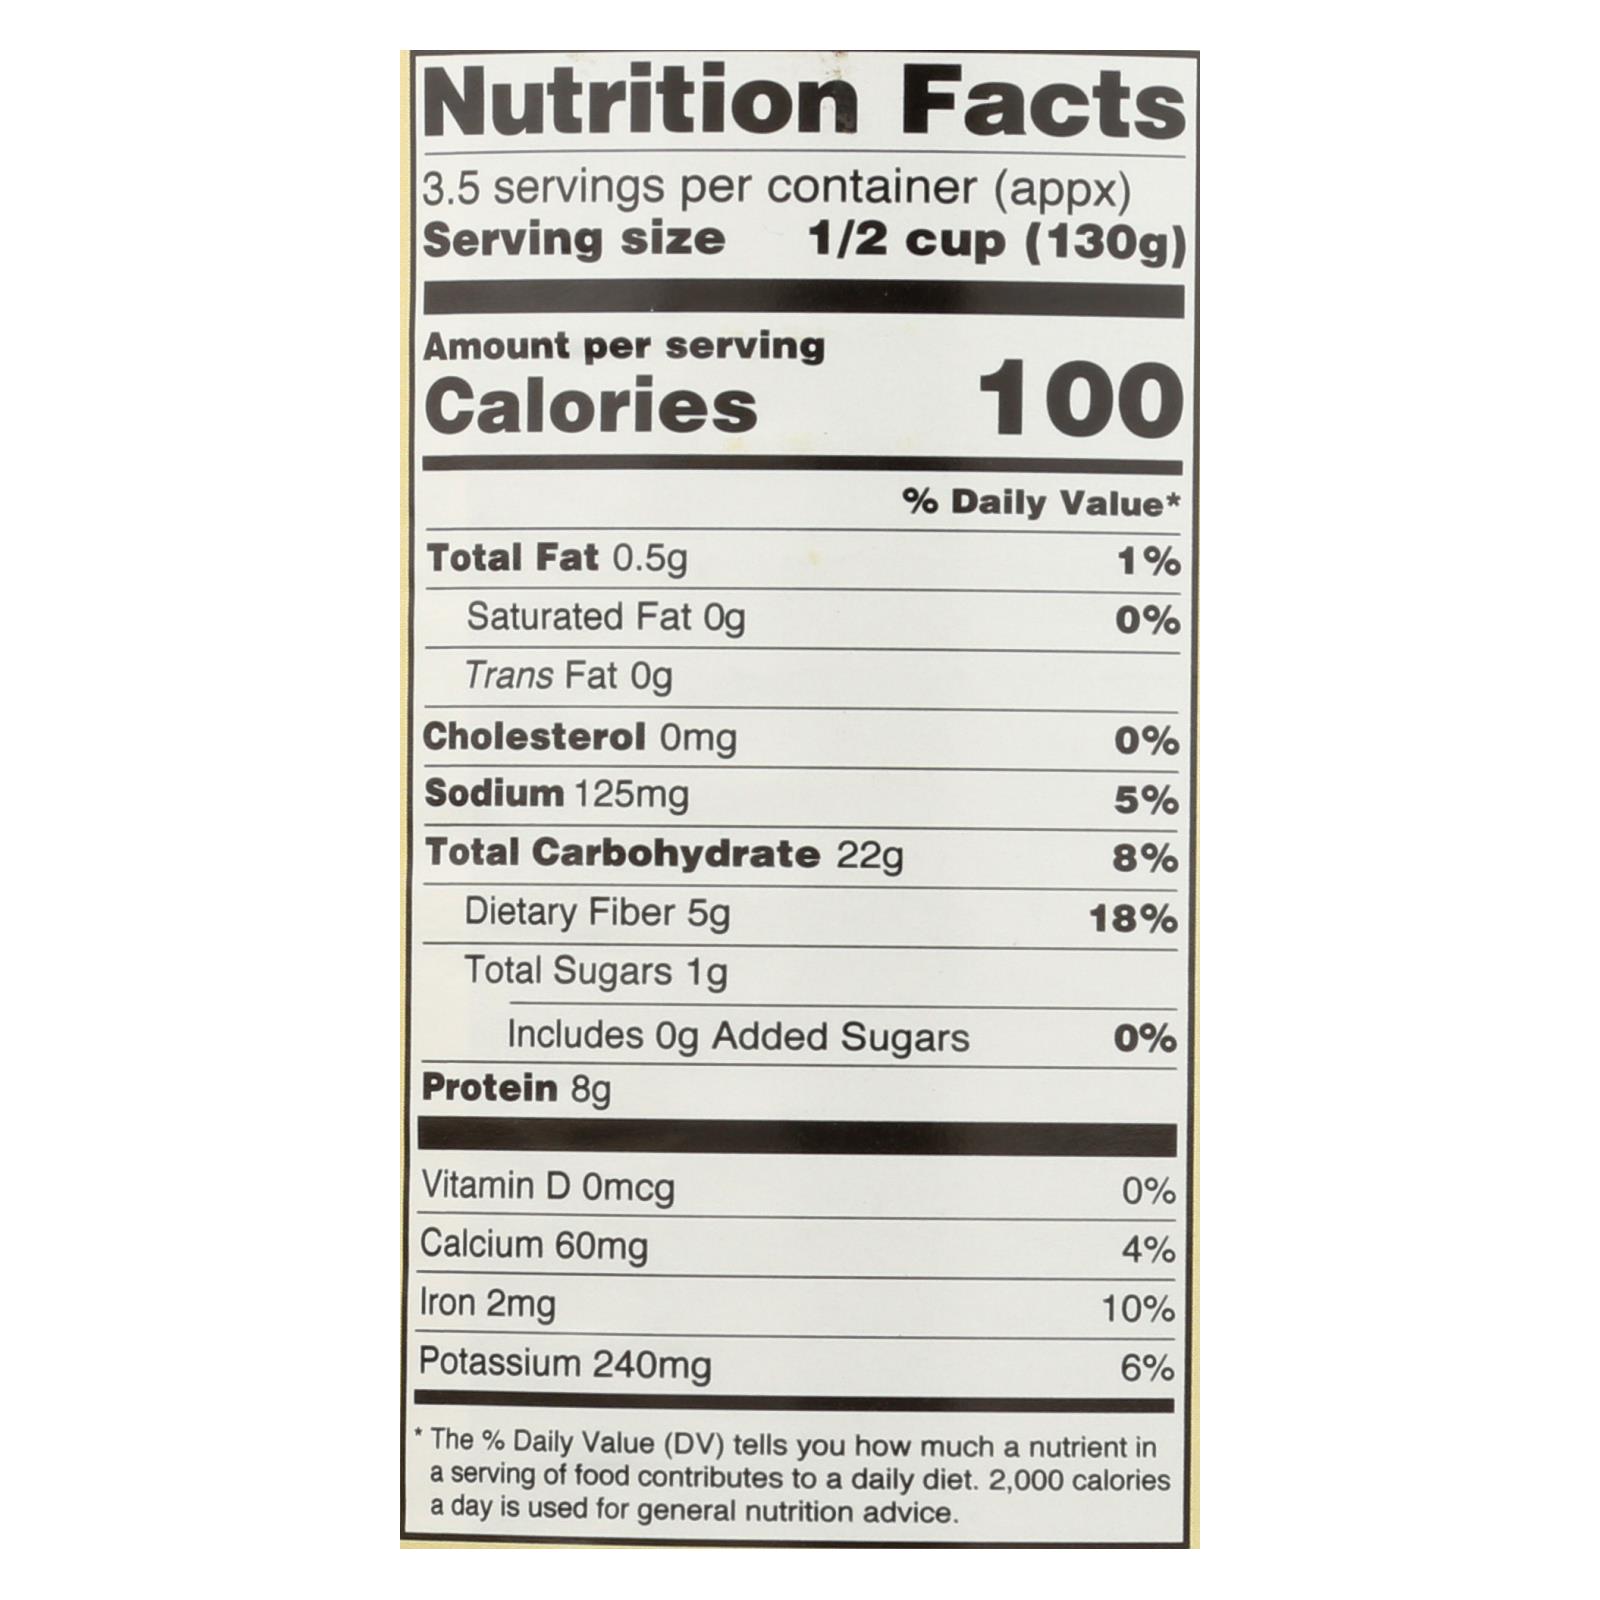 Nutrition Facts
3.5 servings per container (appx)
Serving size 1/2 cup (130g)
Amount per serving
Calories 100
% Daily Value*
Total Fat 0.5g 1%
Saturated Fat 0g 0%
Trans Fat 0g
Cholesterol 0mg 0%
Sodium 125mg 5%
Total Carbohydrate 22g 8%
Dietary Fiber 5g 18%
Total Sugars 1g
Includes 0g Added Sugars 0%
Protein 8g
Vitamin D 0mcg 0%
Calcium 60mg 4%
Iron 2mg 10%
Potassium 240mg 6%
* The % Daily Value (DV) tells you how much a nutrient in
a serving of food contributes to a daily diet. 2,000 calories
a day is used for general nutrition advice.